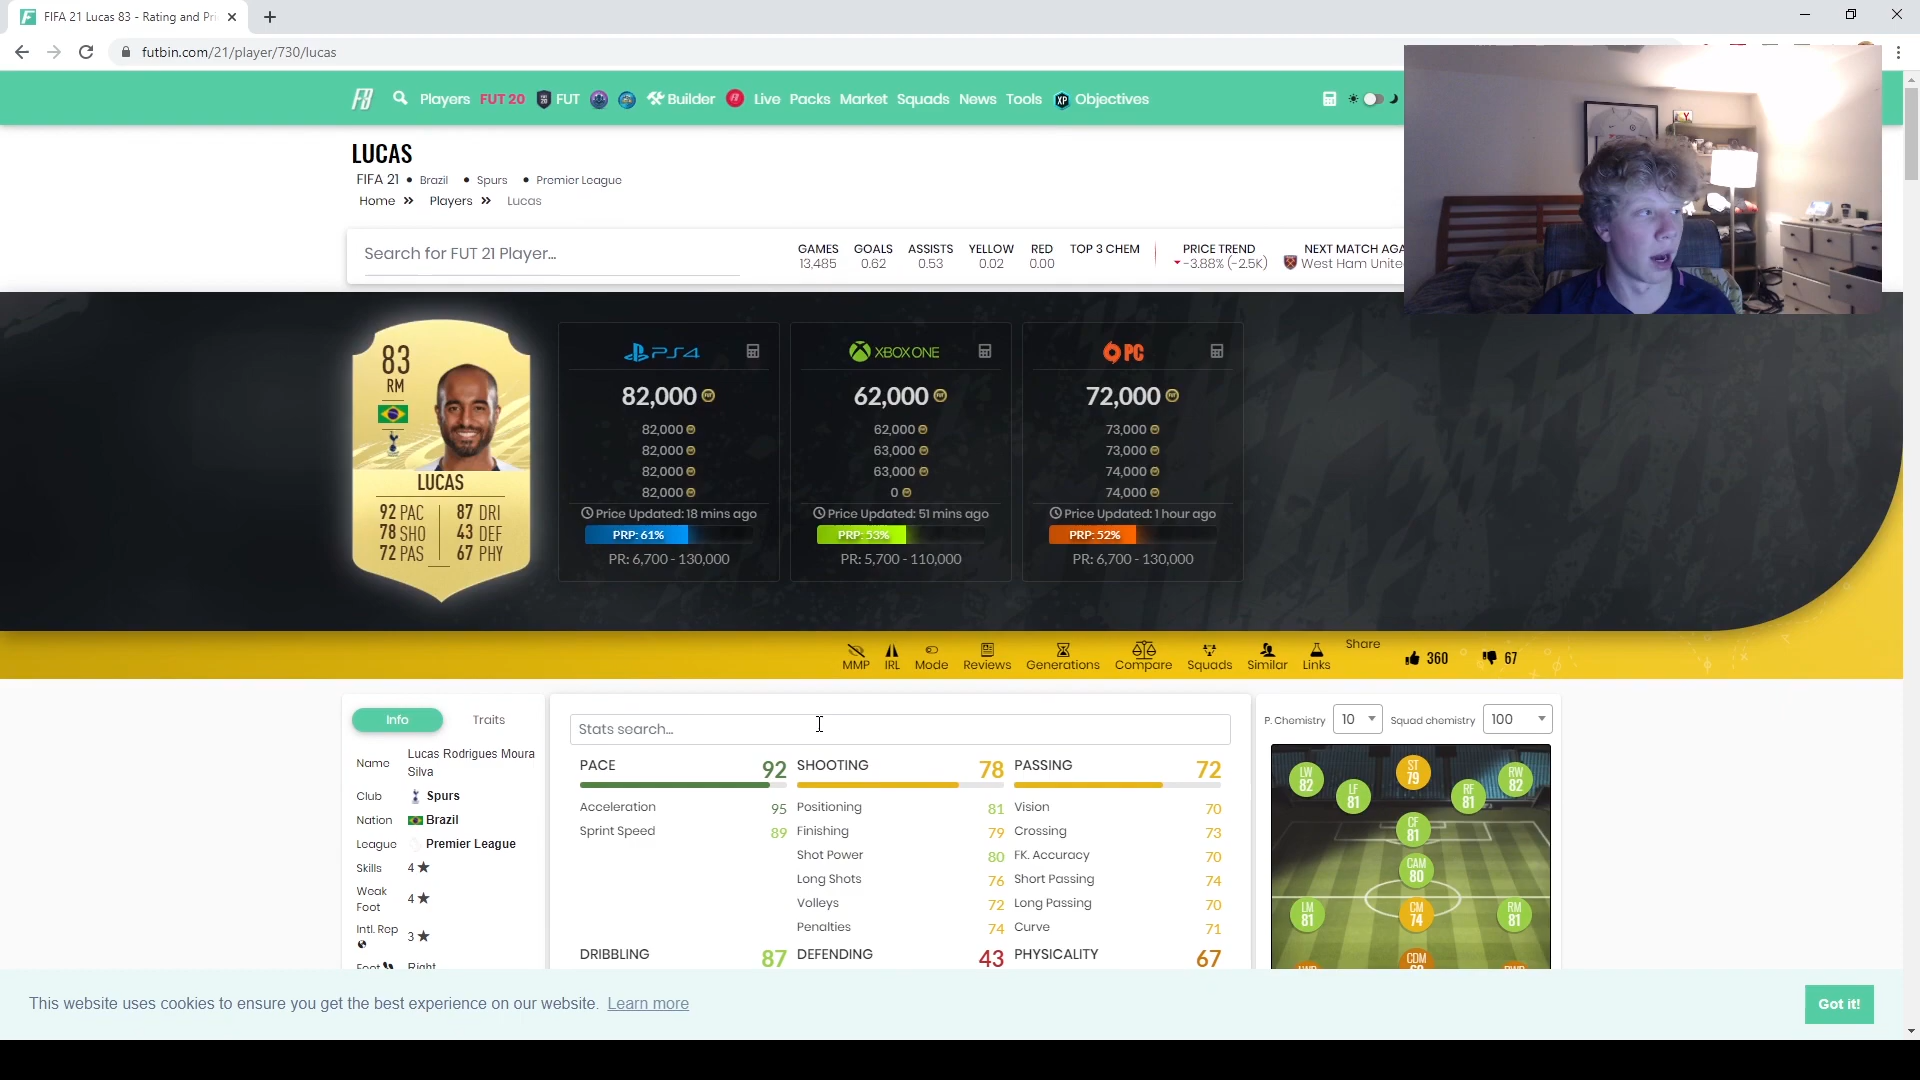 FIFA 21 Lucas 83 - Rating and Pri
futbin.com/21/player/730/lucas
Players FUT 20 FUT Builder Live Packs Market Squads News Tools XP Objectives
LUCAS
FIFA 21 • Brazil • Spurs • Premier League
Home » Players » Lucas
Search for FUT 21 Player...
GAMES GOALS ASSISTS YELLOW RED TOP 3 CHEM PRICE TREND NEXT MATCH AGA
13,485 0.62 0.53 0.02 0.00 -3.88% (-2.5K) West Ham Unite
83
RM
LUCAS
92 PAC 87 DRI
78 SHO 43 DEF
72 PAS 67 PHY
PS4 XBOX ONE PC
82,000 62,000 72,000
82,000 62,000 73,000
82,000 63,000 73,000
82,000 63,000 74,000
82,000 0 74,000
Price Updated: 18 mins ago Price Updated: 51 mins ago Price Updated: 1 hour ago
PRP: 61% PRP: 53% PRP: 52%
PR: 6,700 - 130,000 PR: 5,700 - 110,000 PR: 6,700 - 130,000
MMP IRL Mode Reviews Generations Compare Squads Similar Links Share 360 67
Info Traits
Name Lucas Rodrigues Moura
Silva
Club Spurs
Nation Brazil
League Premier League
Skills 4★
Weak
Foot 4★
Intl. Rep 3★
Foot Right
Stats search...
PACE 92 SHOOTING 78 PASSING 72
Acceleration 95 Positioning 81 Vision 70
Sprint Speed 89 Finishing 79 Crossing 73
Shot Power 80 FK. Accuracy 70
Long Shots 76 Short Passing 74
Volleys 72 Long Passing 70
Penalties 74 Curve 71
DRIBBLING 87 DEFENDING 43 PHYSICALITY 67
P. Chemistry 10 Squad chemistry 100
LW
82
LF
81
ST
79
RF
81
RW
82
CF
81
CAM
80
LM
81
CM
74
RM
81
CDM
This website uses cookies to ensure you get the best experience on our website. Learn more
Got it!